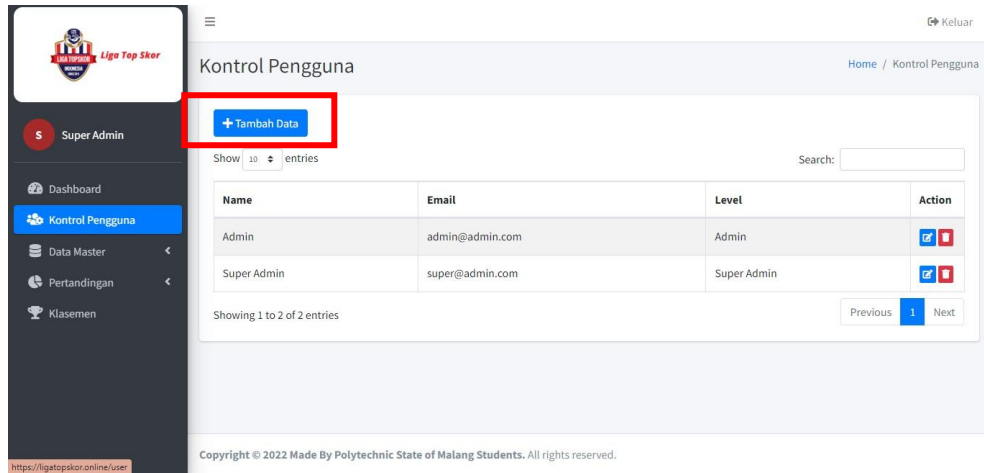 LIGA TOPSKOR
INDONESIA
Liga Top Skor
Keluar
Kontrol Pengguna
Home / Kontrol Pengguna
S Super Admin
Dashboard
Kontrol Pengguna
Data Master
Pertandingan
Klasemen
Tambah Data
Show 10 entries
Search:
Name Email Level Action
Admin admin@admin.com Admin
Super Admin super@admin.com Super Admin
Showing 1 to 2 of 2 entries
Previous 1 Next
Copyright © 2022 Made By Polytechnic State of Malang Students. All rights reserved.
https://ligatopskor.online/user